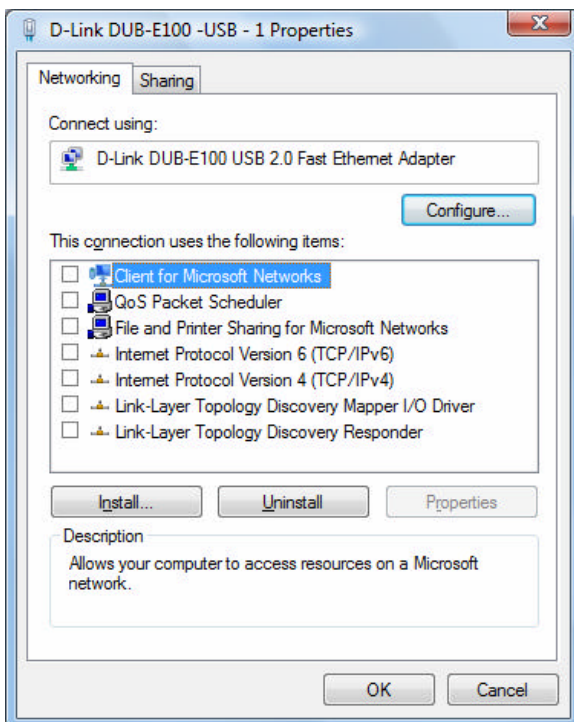 D-Link DUB-E100 -USB - 1 Properties
Networking Sharing
Connect using:
D-Link DUB-E100 USB 2.0 Fast Ethernet Adapter
Configure...
This connection uses the following items:
Client for Microsoft Networks
QoS Packet Scheduler
File and Printer Sharing for Microsoft Networks
Internet Protocol Version 6 (TCP/IPv6)
Internet Protocol Version 4 (TCP/IPv4)
Link-Layer Topology Discovery Mapper I/O Driver
Link-Layer Topology Discovery Responder
Install... Uninstall Properties
Description
Allows your computer to access resources on a Microsoft
network.
OK Cancel